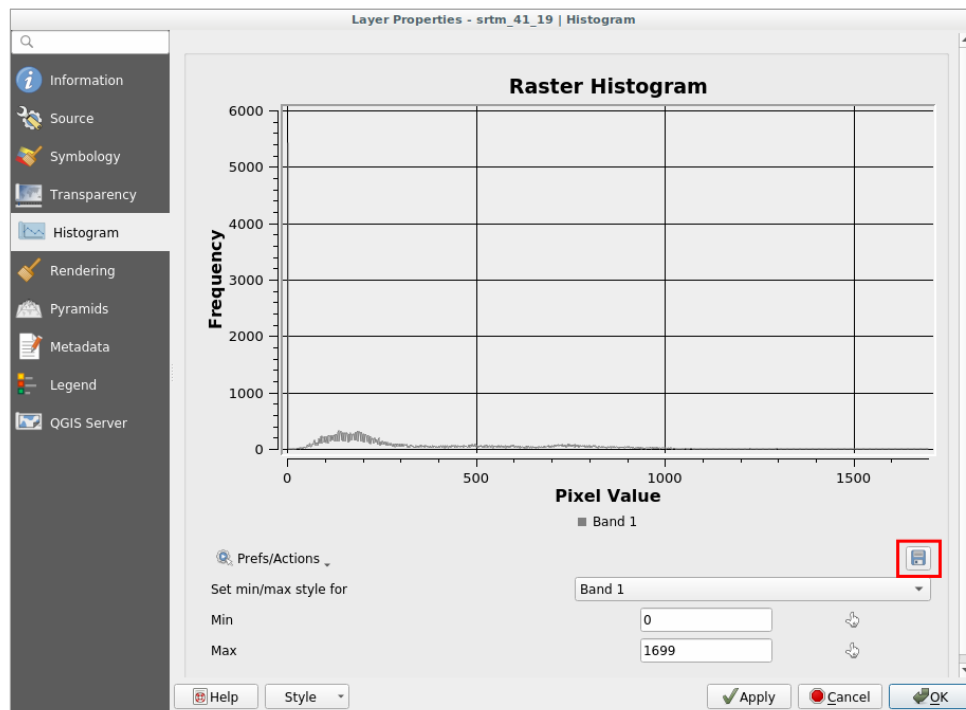 Layer Properties - srtm_41_19 | Histogram
Information
Source
Symbology
Transparency
Histogram
Rendering
Pyramids
Metadata
Legend
QGIS Server
Raster Histogram
Frequency
6000
5000
4000
3000
2000
1000
0
0 500 1000 1500
Pixel Value
Band 1
Prefs/Actions
Set min/max style for Band 1
Min 0
Max 1699
Help Style Apply Cancel OK